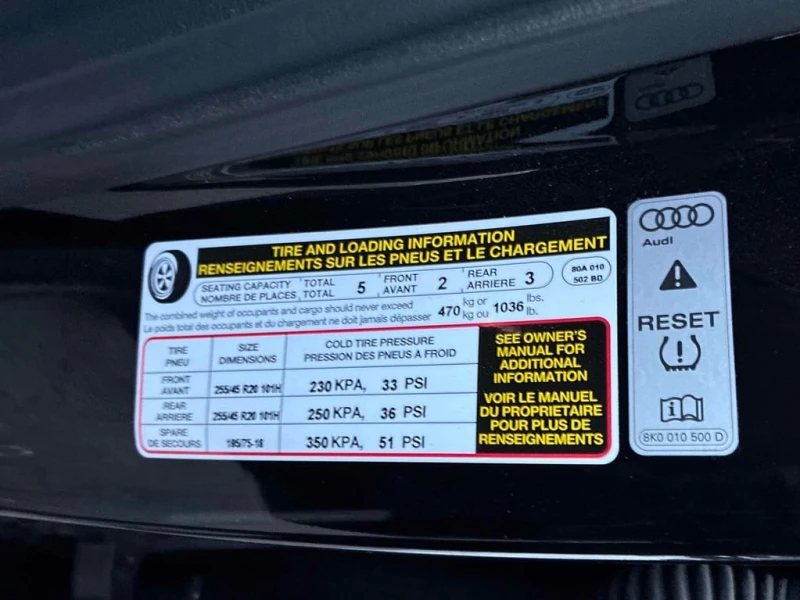 TIRE AND LOADING INFORMATION
RENSEIGNEMENTS SUR LES PNEUS ET LE CHARGEMENT
SEATING CAPACITY TOTAL 5 FRONT 2 REAR 3
NOMBRE DE PLACES TOTAL AVANT ARRIERE
80A 010
502 BD
The combined weight of occupants and cargo should never exceed 470 kg or 1036 lbs.
Le poids total des occupants et du chargement ne doit jamais dépasser kg ou lb.
TIRE
PNEU
SIZE
DIMENSIONS
COLD TIRE PRESSURE
PRESSION DES PNEUS A FROID
FRONT
AVANT
255/45 R20 101H
230 KPA, 33 PSI
REAR
ARRIERE
255/45 R20 101H
250 KPA, 36 PSI
SPARE
DE SECOURS
195/75-18
350 KPA, 51 PSI
SEE OWNER'S
MANUAL FOR
ADDITIONAL
INFORMATION
VOIR LE MANUEL
DU PROPRIETAIRE
POUR PLUS DE
RENSEIGNEMENTS
Audi
RESET
8K0 010 500 D